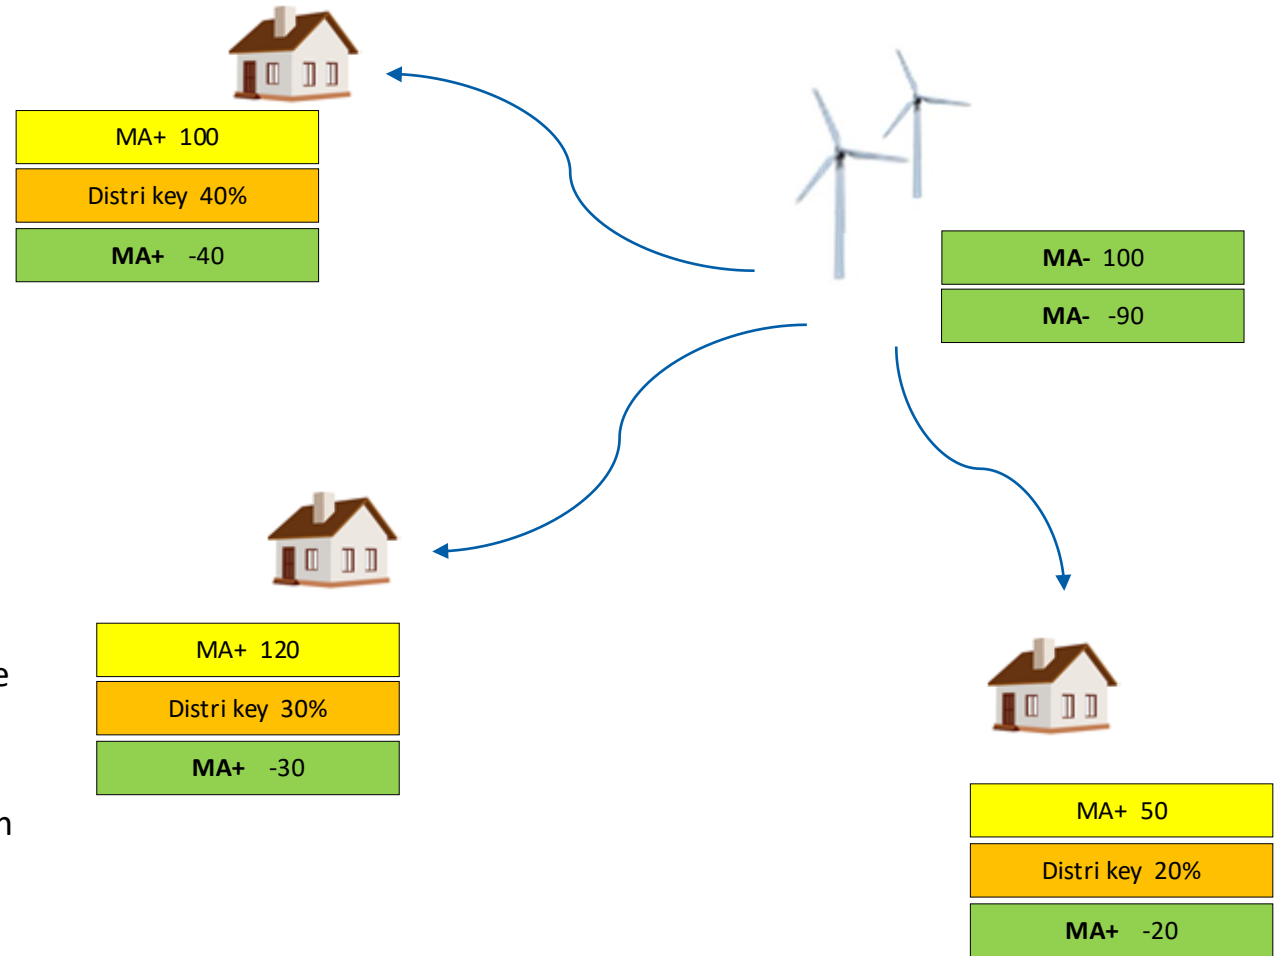 MA+ 100
Distri key 40%
MA+ -40
MA- 100
MA- -90
MA+ 120
Distri key 30%
MA+ -30
e
n
MA+ 50
Distri key 20%
MA+ -20